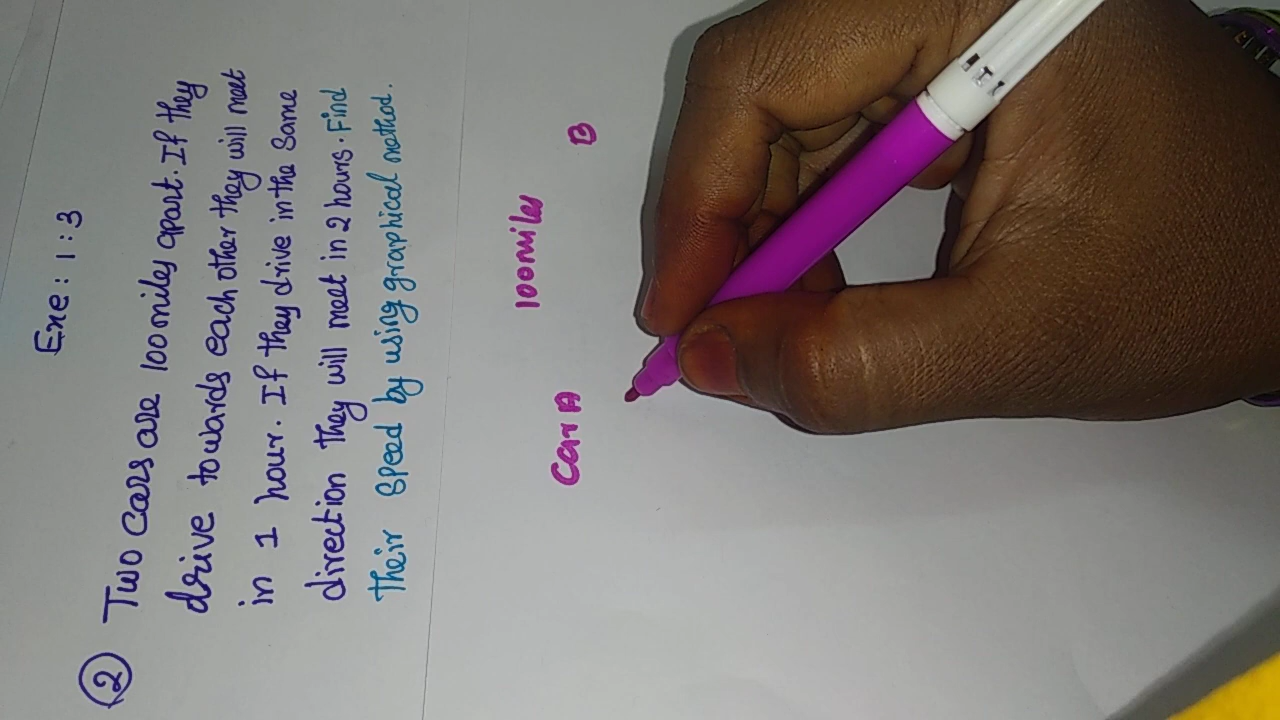 Exe : 1 : 3
② Two Cars are 100 miles apart. If they
drive towards each other they will meet
in 1 hour. If they drive in the same
direction they will meet in 2 hours. Find
their speed by using graphical method.
100 miles
Car A B